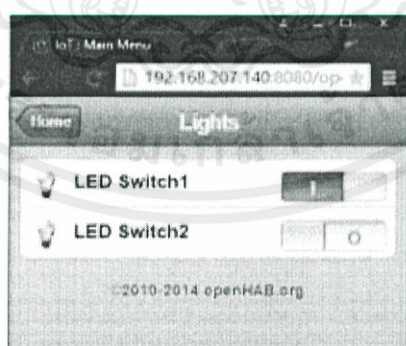 IoT : Main Menu
192.168.207.140:8080/op
Home
Lights
LED Switch1
I
LED Switch2
O
©2010-2014 openHAB.org